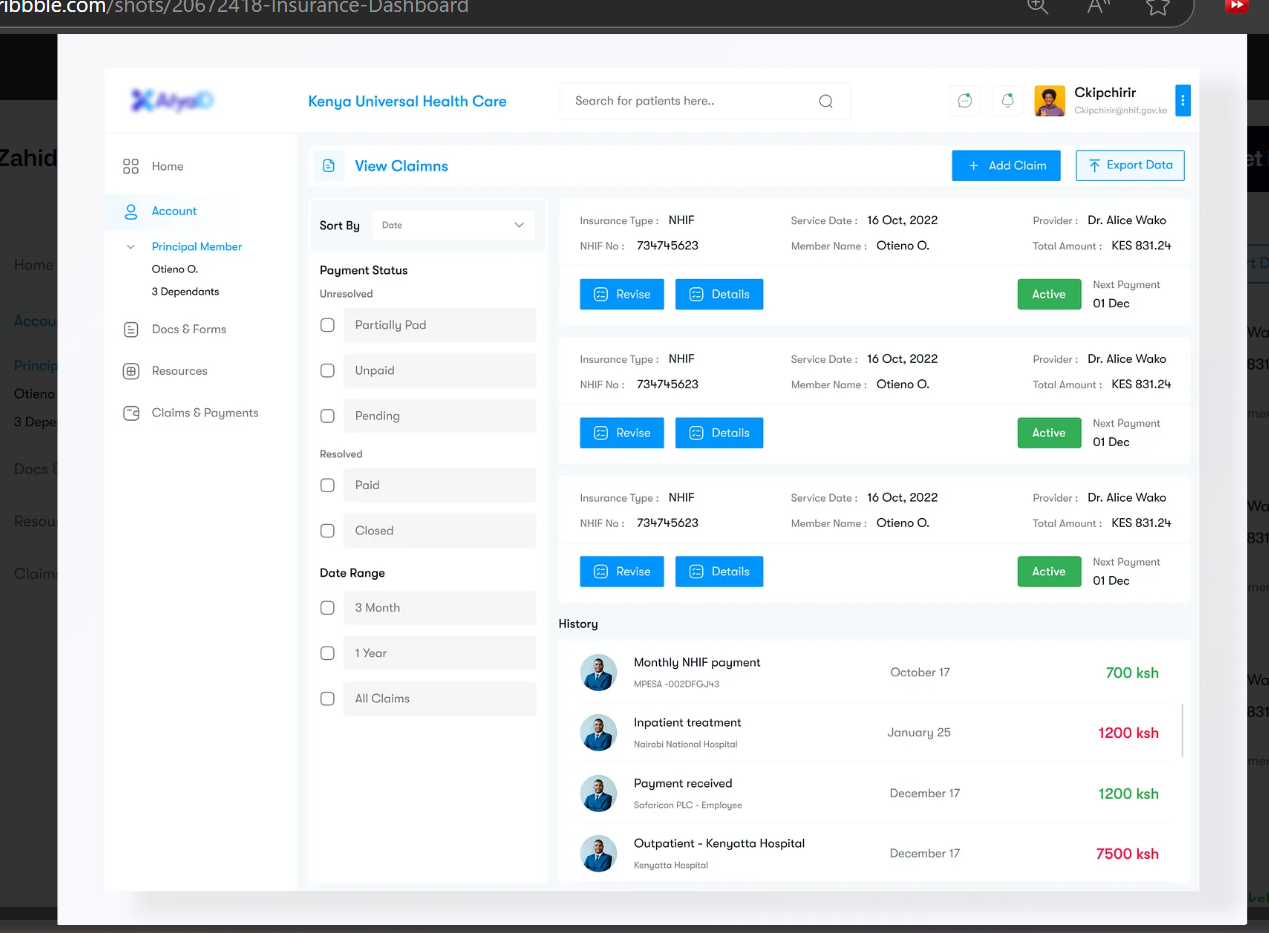 ribbble.com/shots/20672418-Insurance-Dashboard
Kenya Universal Health Care
Search for patients here..
Ckipchirir
Ckipchirir@nhif.gov.ke
Zahid
Home
Account
Principal Member
Otieno O.
3 Dependants
Docs & Forms
Resources
Claims & Payments
View Claimns
+ Add Claim
Export Data
Sort By
Date
Payment Status
Unresolved
Partially Pad
Unpaid
Pending
Resolved
Paid
Closed
Date Range
3 Month
1 Year
All Claims
Insurance Type : NHIF Service Date : 16 Oct, 2022 Provider : Dr. Alice Wako
NHIF No : 734745623 Member Name : Otieno O. Total Amount : KES 831.24
Revise Details Active Next Payment
01 Dec
Insurance Type : NHIF Service Date : 16 Oct, 2022 Provider : Dr. Alice Wako
NHIF No : 734745623 Member Name : Otieno O. Total Amount : KES 831.24
Revise Details Active Next Payment
01 Dec
Insurance Type : NHIF Service Date : 16 Oct, 2022 Provider : Dr. Alice Wako
NHIF No : 734745623 Member Name : Otieno O. Total Amount : KES 831.24
Revise Details Active Next Payment
01 Dec
History
Monthly NHIF payment October 17 700 ksh
MPESA -002DFGJ43
Inpatient treatment January 25 1200 ksh
Nairobi National Hospital
Payment received December 17 1200 ksh
Safaricon PLC - Employee
Outpatient - Kenyatta Hospital December 17 7500 ksh
Kenyatta Hospital